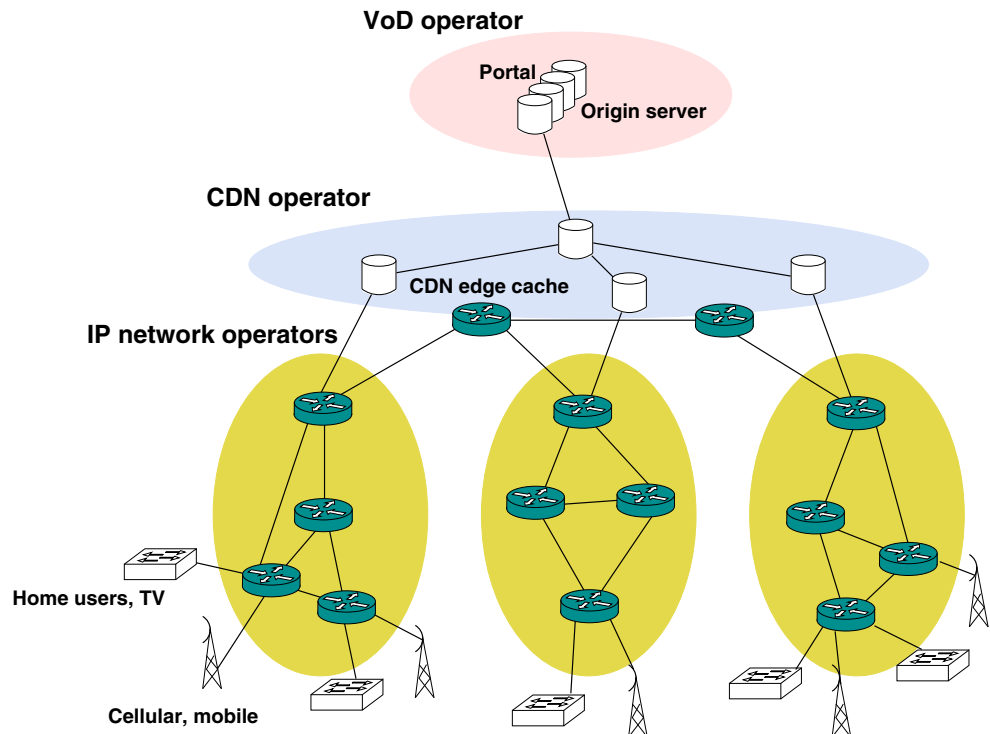 VoD operator
Portal
Origin server
CDN operator
CDN edge cache
IP network operators
Home users, TV
Cellular, mobile